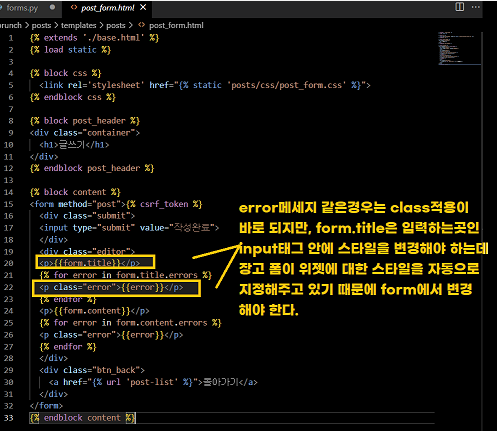 forms.py
post_form.html
brunch > posts > templates > posts > post_form.html
1 {% extends './base.html' %}
2 {% load static %}
3
4 {% block css %}
5 <link rel='stylesheet' href="{% static 'posts/css/post_form.css' %}">
6 {% endblock css %}
7
8 {% block post_header %}
9 <div class="container">
10 <h1>글쓰기</h1>
11 </div>
12 {% endblock post_header %}
13
14 {% block content %}
15 <form method="post">{% csrf_token %}
16 <div class="submit">
17 <input type="submit" value="작성완료">
18 </div>
19 <div class="editor">
20 <p>{{form.title}}</p>
21 {% for error in form.title.errors %}
22 <p class="error">{{error}}</p>
23 {% endfor %}
24 <p>{{form.content}}</p>
25 {% for error in form.content.errors %}
26 <p class="error">{{error}}</p>
27 {% endfor %}
28 </div>
29 <div class="btn_back">
30 <a href="{% url 'post-list' %}">돌아가기</a>
31 </div>
32 </form>
33 {% endblock content %}
error메세지 같은경우는 class적용이
바로 되지만, form.title은 입력하는곳인
input태그 안에 스타일을 변경해야 하는데
장고 폼이 위젯에 대한 스타일을 자동으로
지정해주고 있기 때문에 form에서 변경
해야 한다.